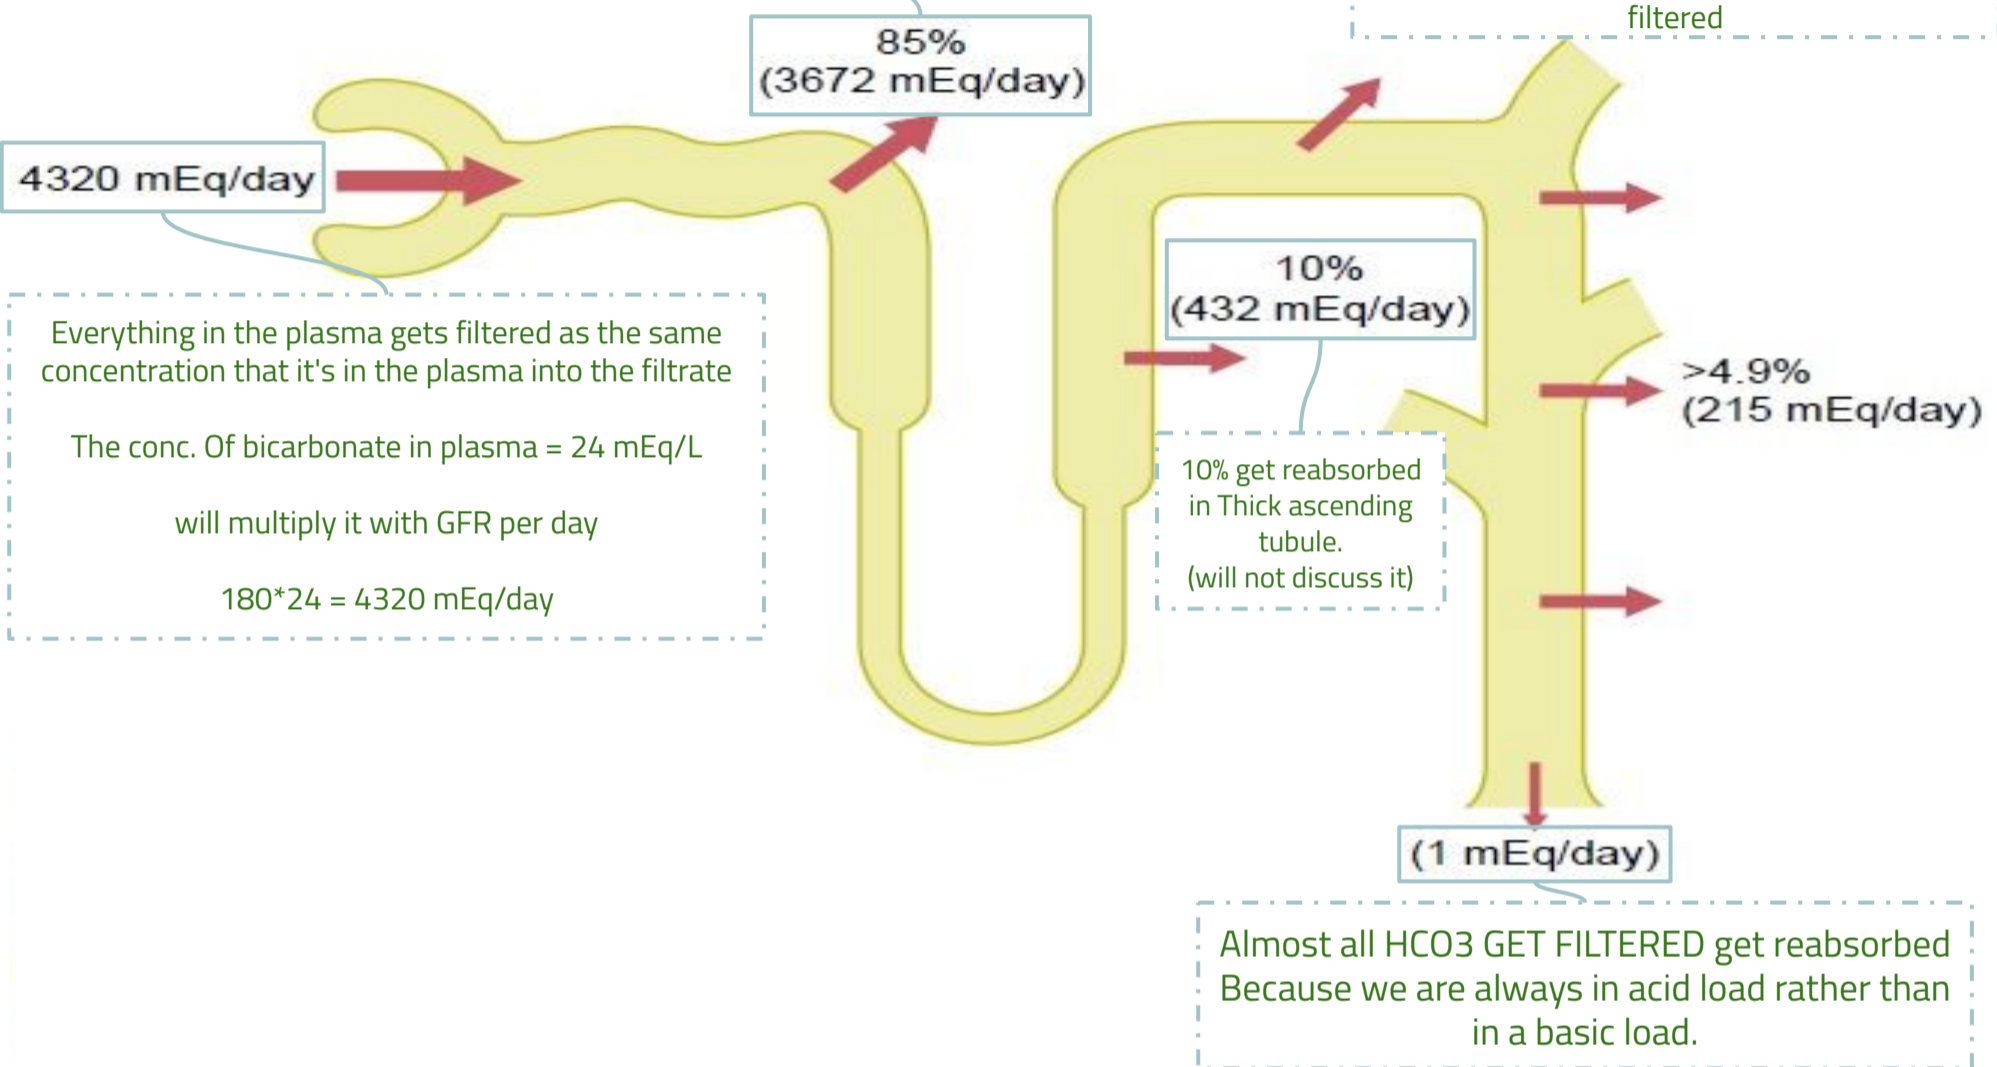 filtered
85%
(3672 mEq/day)
4320 mEq/day
Everything in the plasma gets filtered as the same
concentration that it's in the plasma into the filtrate
The conc. Of bicarbonate in plasma = 24 mEq/L
will multiply it with GFR per day
180*24 = 4320 mEq/day
10%
(432 mEq/day)
10% get reabsorbed
in Thick ascending
tubule.
(will not discuss it)
>4.9%
(215 mEq/day)
(1 mEq/day)
Almost all HCO3 GET FILTERED get reabsorbed
Because we are always in acid load rather than
in a basic load.